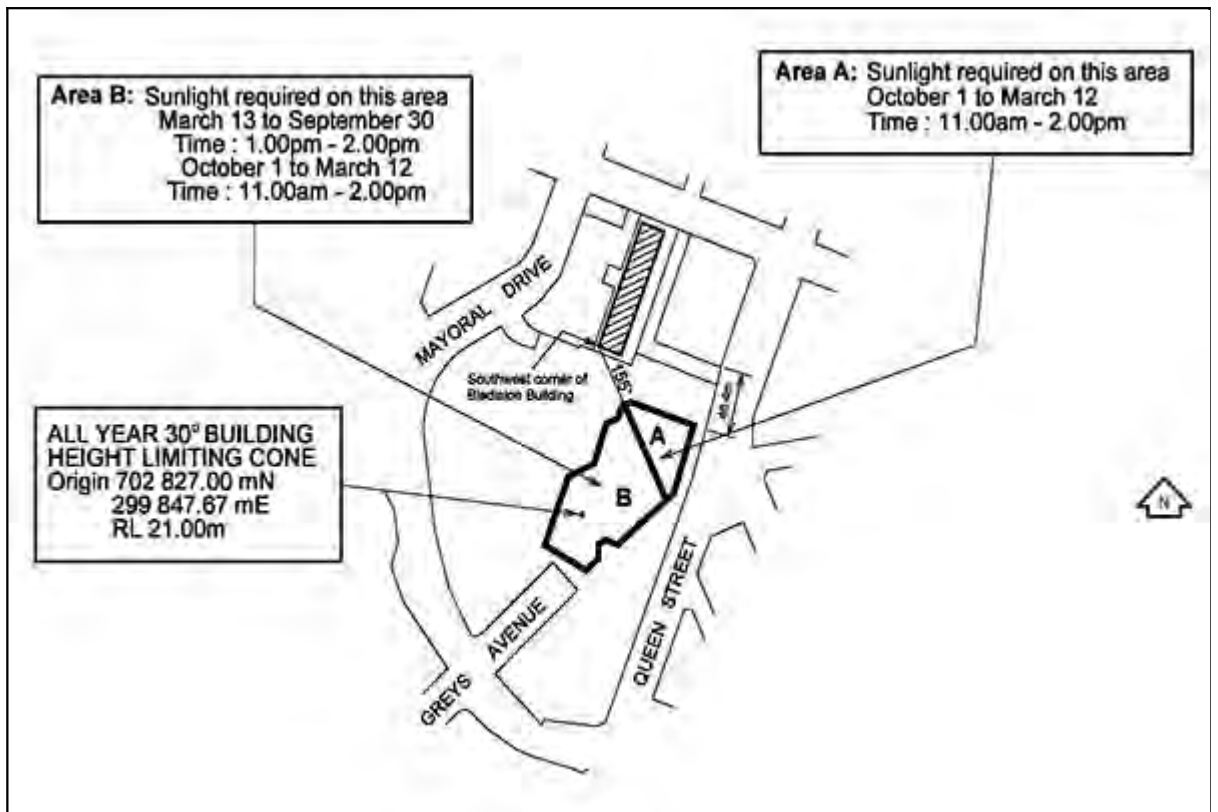 Area B: Sunlight required on this area
March 13 to September 30
Time : 1.00pm - 2.00pm
October 1 to March 12
Time : 11.00am - 2.00pm
Area A: Sunlight required on this area
October 1 to March 12
Time : 11.00am - 2.00pm
MAYORAL DRIVE
Southwest corner of
Building
155°
A
B
ALL YEAR 30° BUILDING
HEIGHT LIMITING CONE
Origin 702 827.00 mN
299 847.67 mE
RL 21.00m
N
QUEEN STREET
GREYS AVENUE